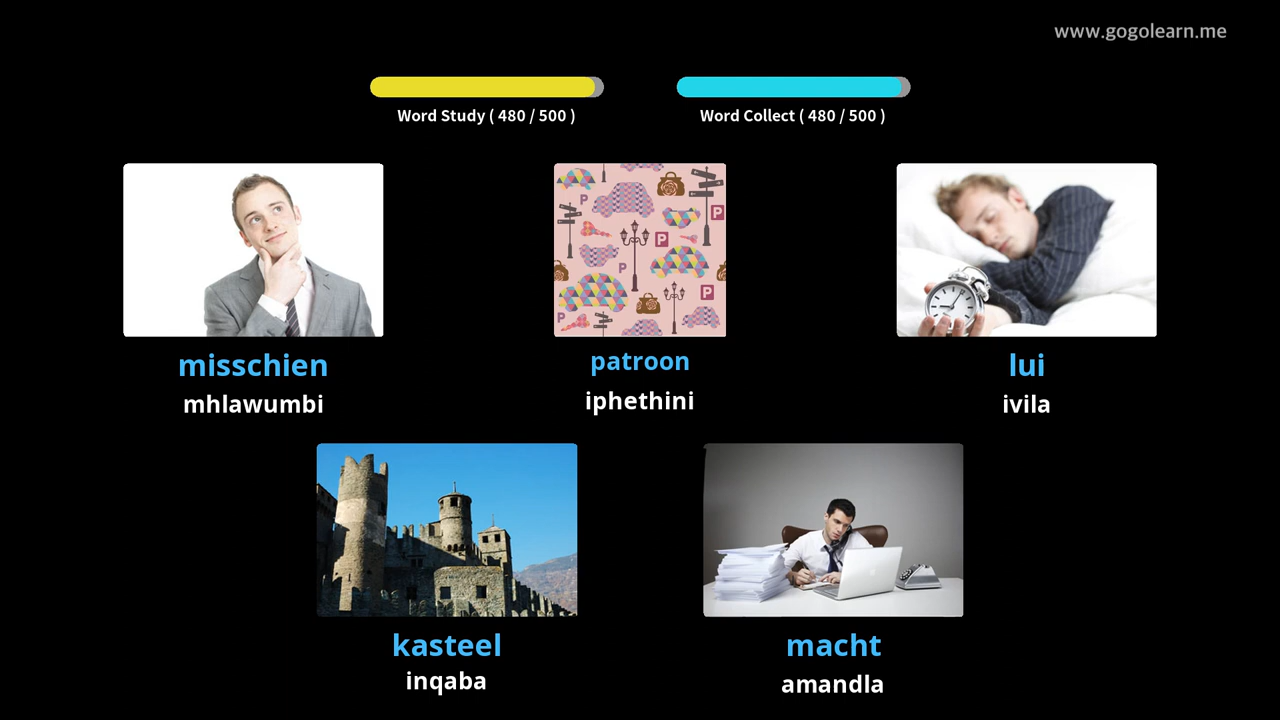 www.gogolearn.me
Word Study ( 480 / 500 )
Word Collect ( 480 / 500 )
P
P
P
P
P
P
misschien
mhlawumbi
patroon
iphethini
lui
ivila
kasteel
inqaba
macht
amandla